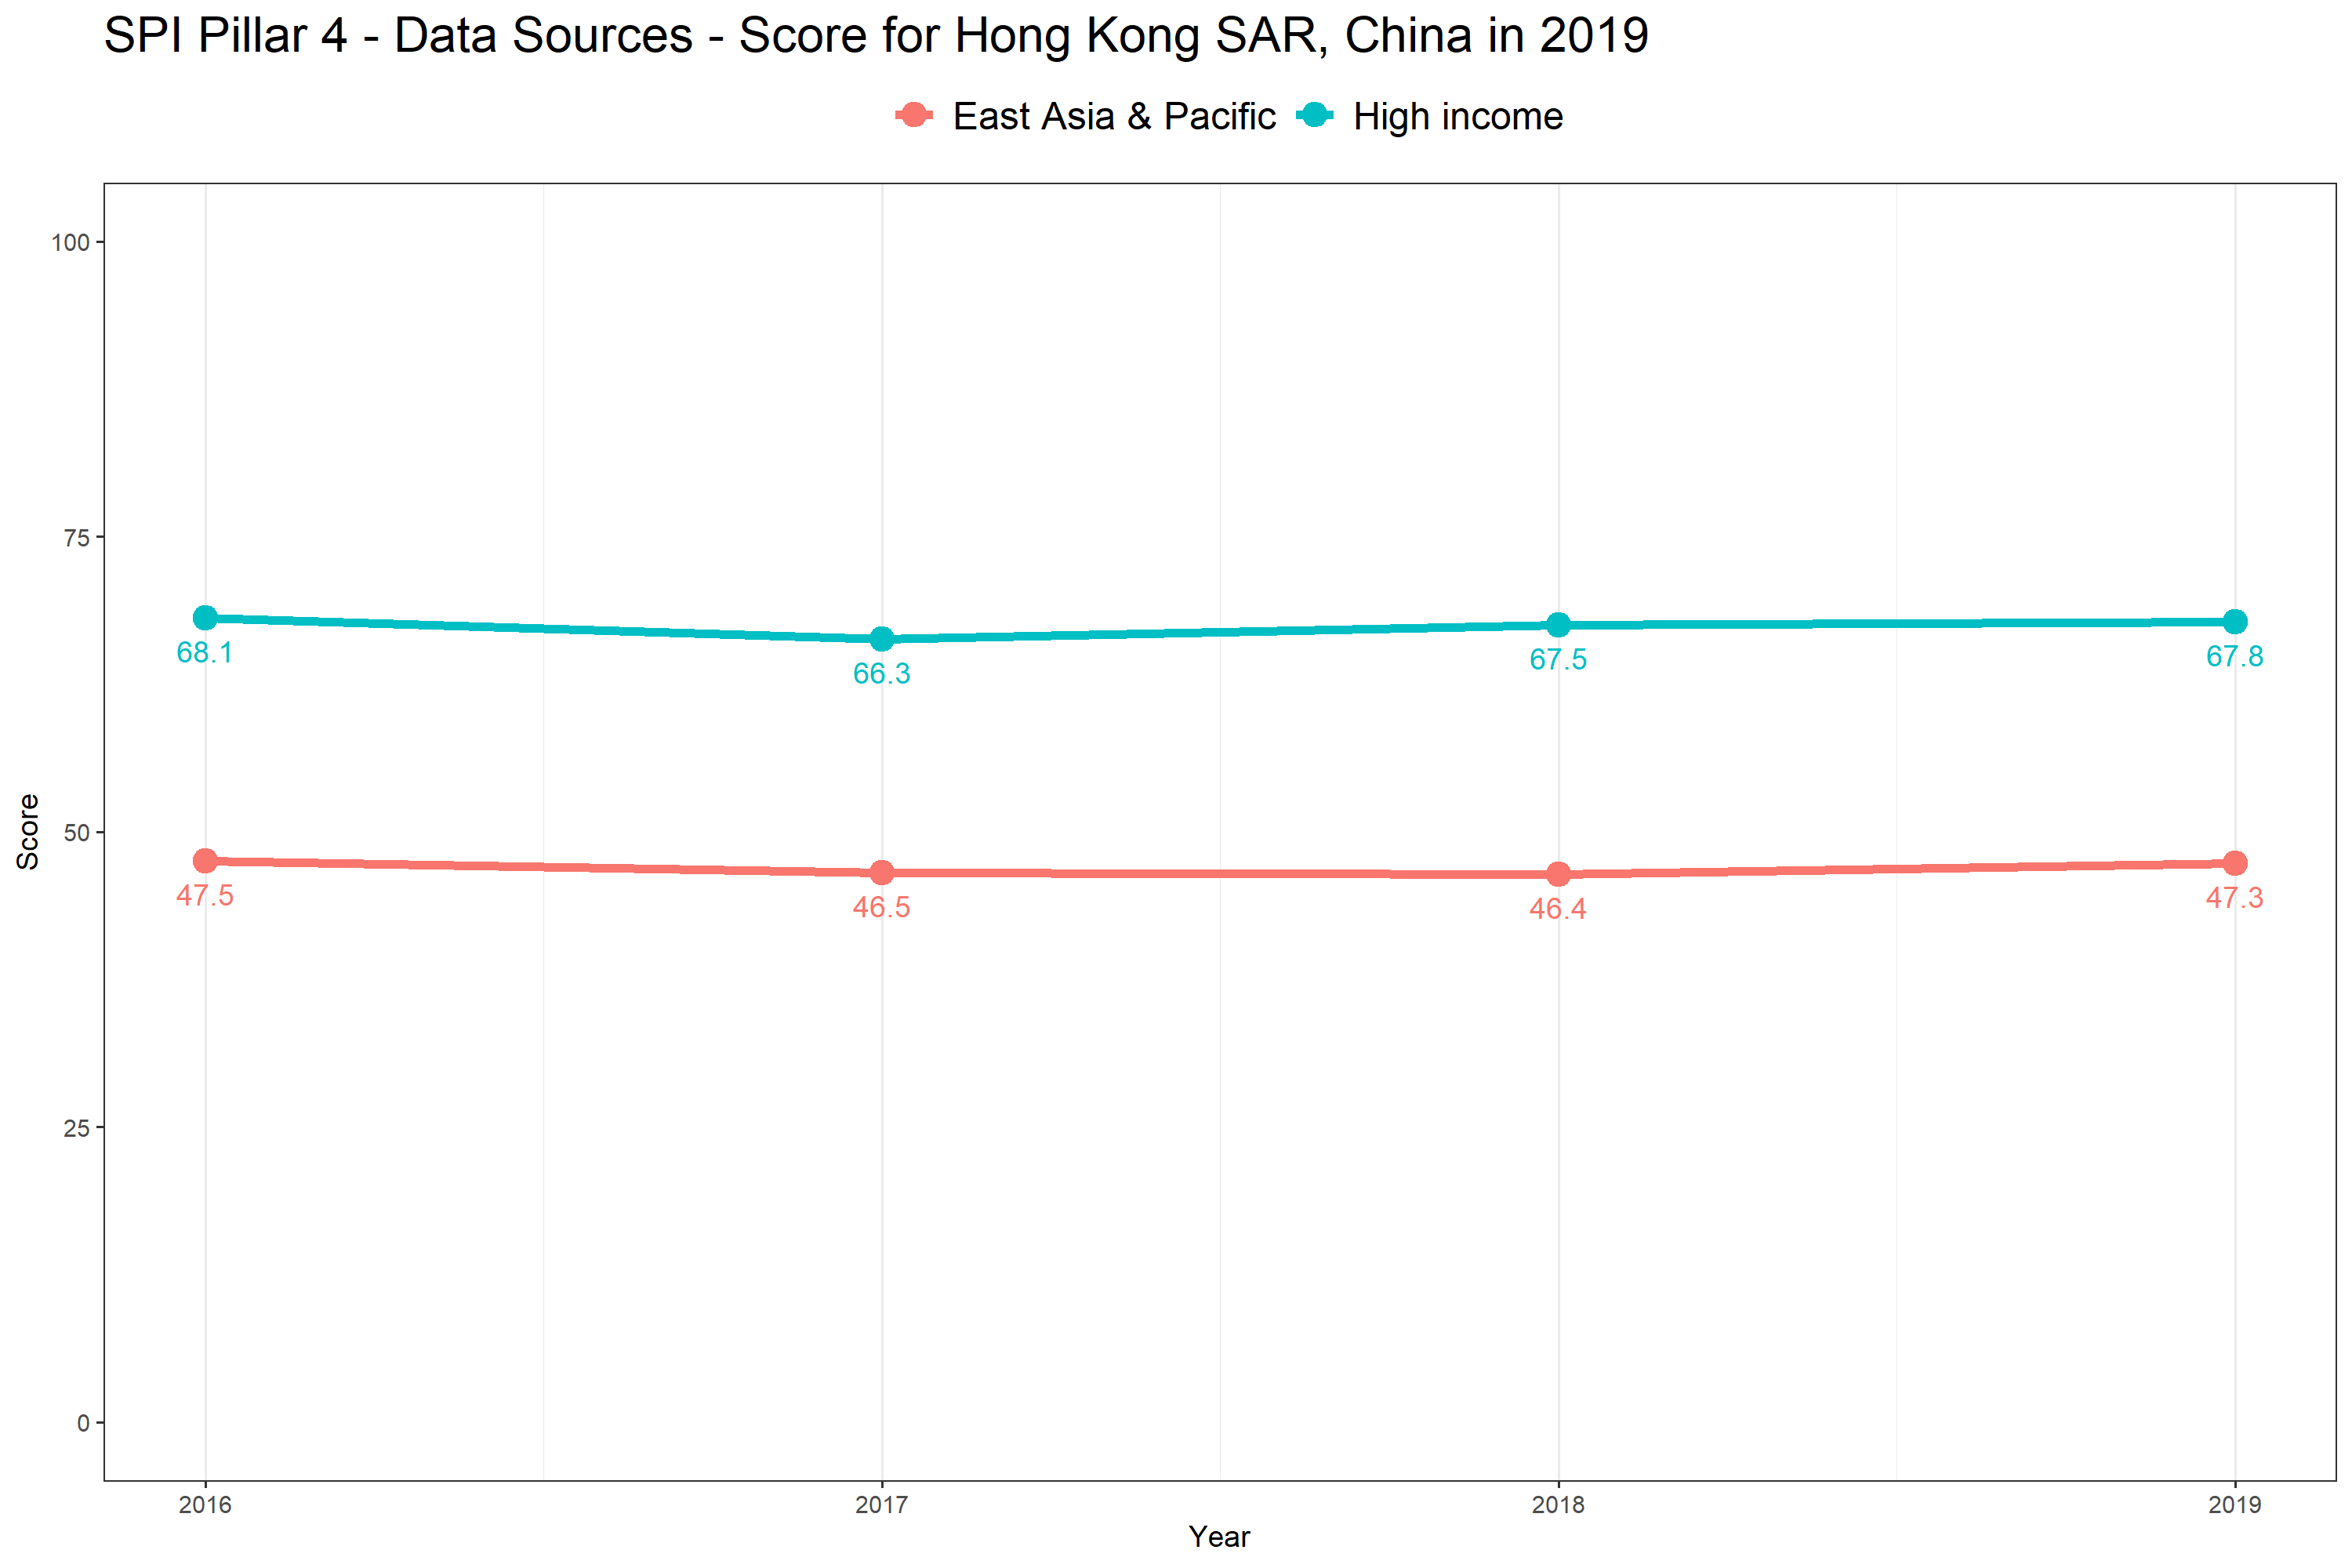 SPI Pillar 4 - Data Sources - Score for Hong Kong SAR, China in 2019
East Asia & Pacific High income
100
75
50
25
0
Score
68.1
66.3
67.5
67.8
47.5
46.5
46.4
47.3
2016 2017 2018 2019
Year